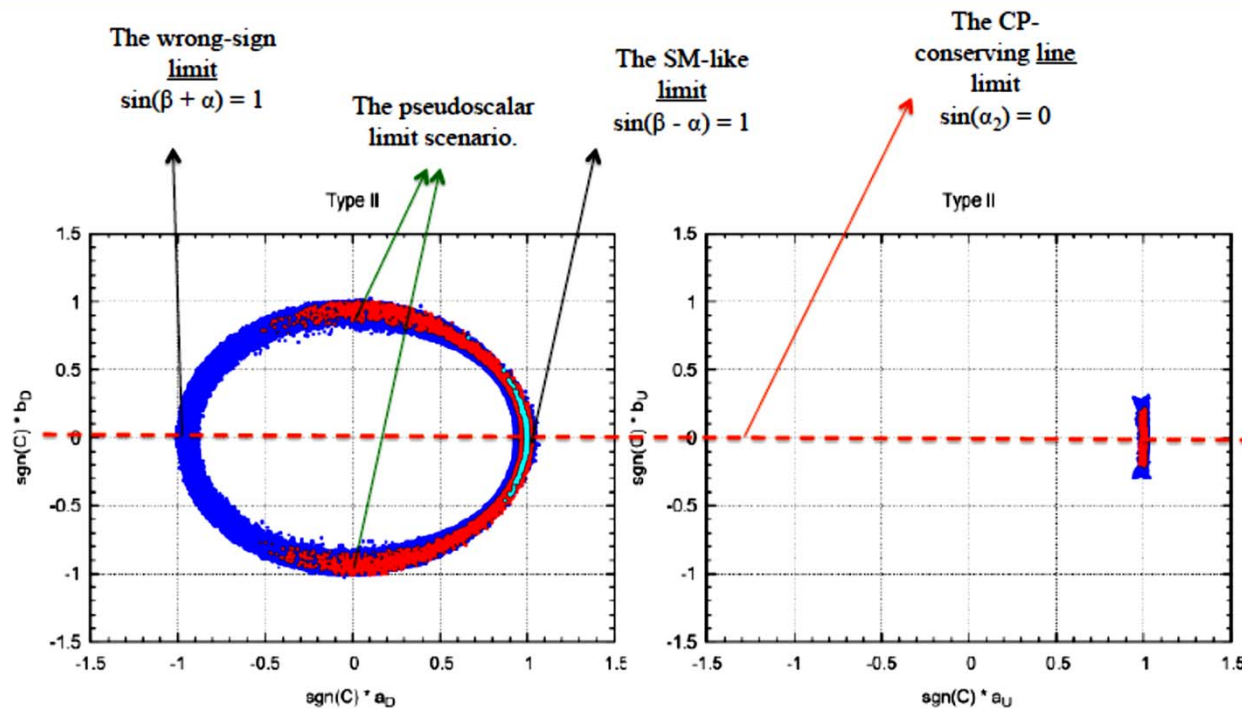 The wrong-sign
limit
sin(β + α) = 1
The pseudoscalar
limit scenario.
The SM-like
limit
sin(β - α) = 1
The CP-
conserving line
limit
sin(α₂) = 0
Type II
1.5
1
0.5
0
-0.5
-1
-1.5
sgn(C) * b_D
-1.5 -1 -0.5 0 0.5 1 1.5
sgn(C) * a_D
Type II
1.5
1
0.5
0
-0.5
-1
-1.5
sgn(C) * b_U
-1.5 -1 -0.5 0 0.5 1 1.5
sgn(C) * a_U